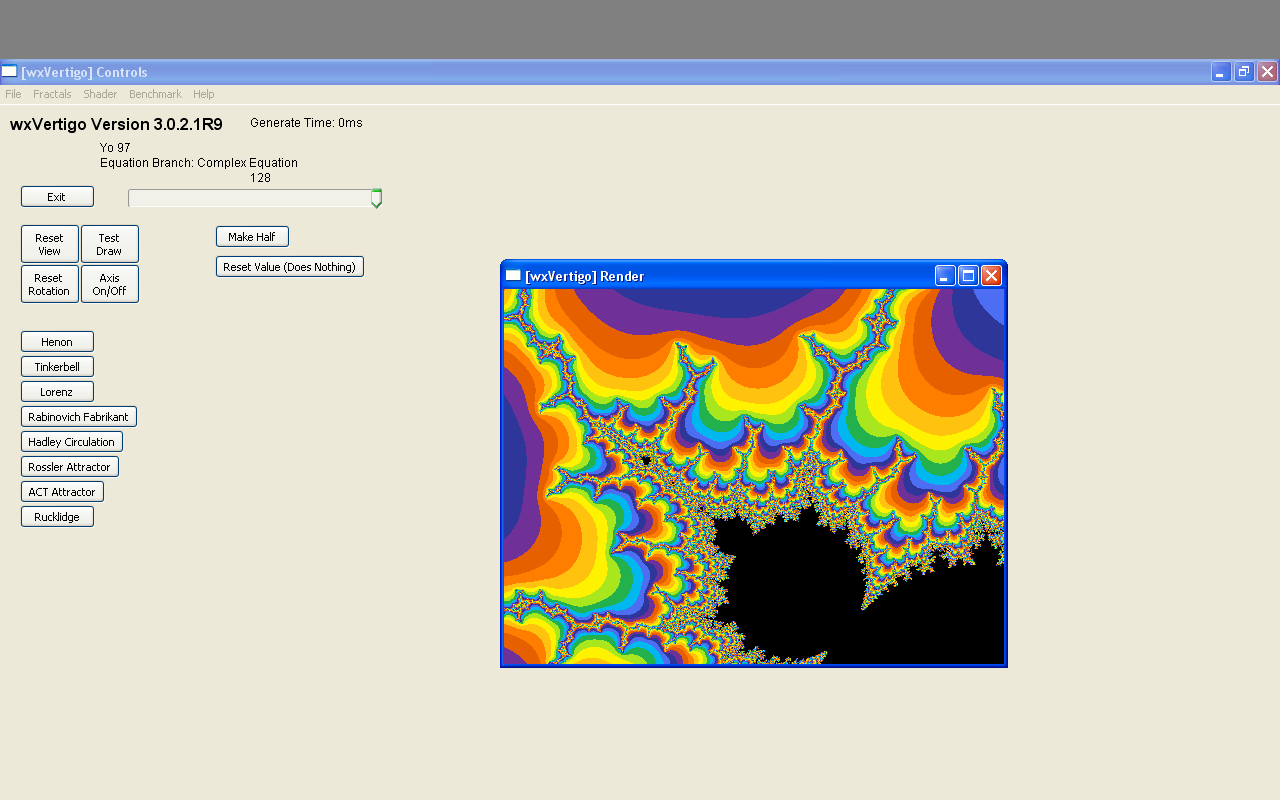 [wxVertigo] Controls
File Fractals Shader Benchmark Help
wxVertigo Version 3.0.2.1R9 Generate Time: 0ms
Yo 97
Equation Branch: Complex Equation
128
Exit
Reset View
Test Draw
Make Half
Reset Value (Does Nothing)
Reset Rotation
Axis On/Off
[wxVertigo] Render
Henon
Tinkerbell
Lorenz
Rabinovich Fabrikant
Hadley Circulation
Rossler Attractor
ACT Attractor
Rucklidge